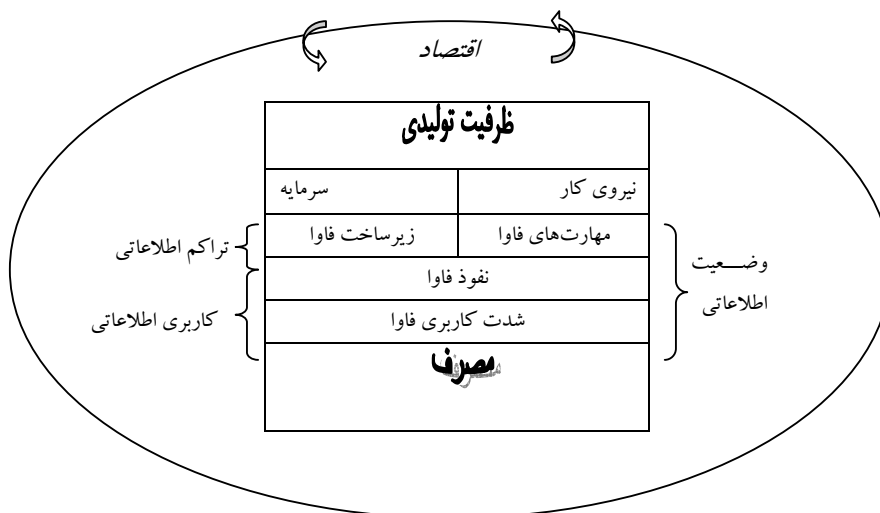 اقتصاد
ظرفیت تولیدی
نیروی کار
سرمایه
مهارت‌های فاوا
زیرساخت فاوا
نفوذ فاوا
شدت کاربری فاوا
مصرف
وضـــعیت
اطلاعاتی
تراکم اطلاعاتی
کاربری اطلاعاتی